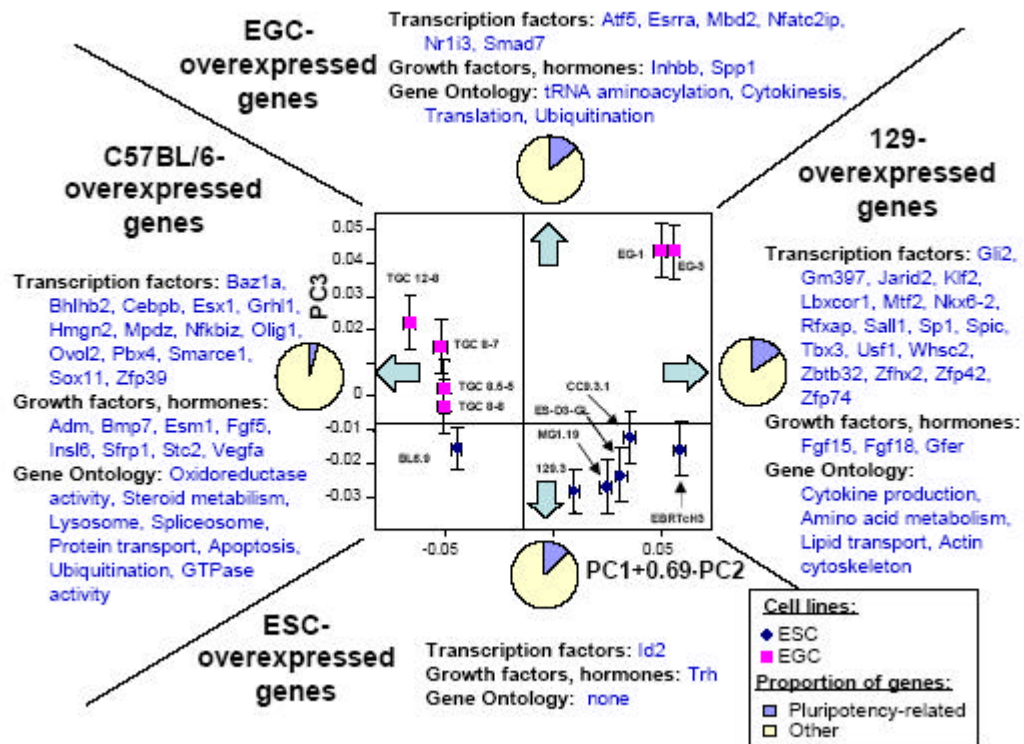 EGC-
overexpressed
genes
Transcription factors: Atf5, Esrra, Mbd2, Nfatc2ip,
Nr1i3, Smad7
Growth factors, hormones: Inhbb, Spp1
Gene Ontology: tRNA aminoacylation, Cytokinesis,
Translation, Ubiquitination
C57BL/6-
overexpressed
genes
Transcription factors: Baz1a,
Bhlhb2, Cebpb, Esx1, Grhl1,
Hmgn2, Mpdz, Nfkbiz, Olig1,
Ovol2, Pbx4, Smarce1,
Sox11, Zfp39
Growth factors, hormones:
Adm, Bmp7, Esm1, Fgf5,
Insl6, Sfrp1, Stc2, Vegfa
Gene Ontology: Oxidoreductase
activity, Steroid metabilism,
Lysosome, Spliceosome,
Protein transport, Apoptosis,
Ubiquitination, GTPase
activity
129-
overexpressed
genes
Transcription factors: Gli2,
Gm397, Jarid2, Klf2,
Lbxcor1, Mtf2, Nkx6-2,
Rfxap, Sall1, Sp1, Spic,
Tbx3, Usf1, Whsc2,
Zbtb32, Zfhx2, Zfp42,
Zfp74
Growth factors, hormones:
Fgf15, Fgf18, Gfer
Gene Ontology:
Cytokine production,
Amino acid metabolism,
Lipid transport, Actin
cytoskeleton
PC3
0.05
0.04
0.03
0.02
0
-0.01
-0.02
-0.03
TGC 12-8
TGC 8-7
TGC 8.5-5
TGC 8-6
BL6.9
EG-1
EG-3
CC9.3.1
ES-D3-GL
MG1.19
129.3
EBRTcH3
-0.05
0.05
PC1+0.69·PC2
ESC-
overexpressed
genes
Transcription factors: Id2
Growth factors, hormones: Trh
Gene Ontology: none
Cell lines:
ESC
EGC
Proportion of genes:
Pluripotency-related
Other